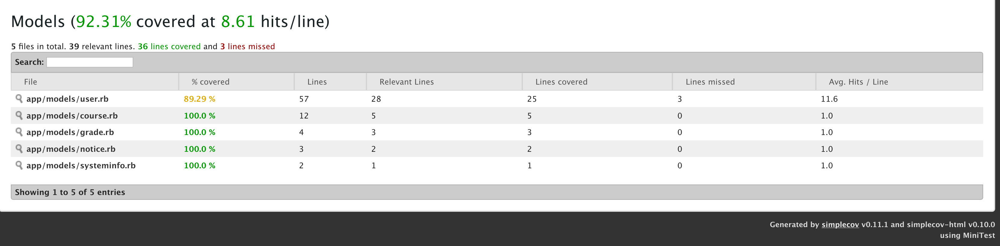 Models (92.31% covered at 8.61 hits/line)
5 files in total. 39 relevant lines. 36 lines covered and 3 lines missed
Search:
File % covered Lines Relevant Lines Lines covered Lines missed Avg. Hits / Line
app/models/user.rb 89.29 % 57 28 25 3 11.6
app/models/course.rb 100.0 % 12 5 5 0 1.0
app/models/grade.rb 100.0 % 4 3 3 0 1.0
app/models/notice.rb 100.0 % 3 2 2 0 1.0
app/models/systeminfo.rb 100.0 % 2 1 1 0 1.0
Showing 1 to 5 of 5 entries
Generated by simplecov v0.11.1 and simplecov-html v0.10.0
using MiniTest